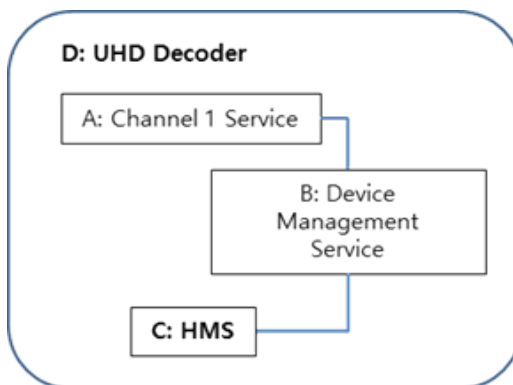 D: UHD Decoder
A: Channel 1 Service
B: Device
Management
Service
C: HMS